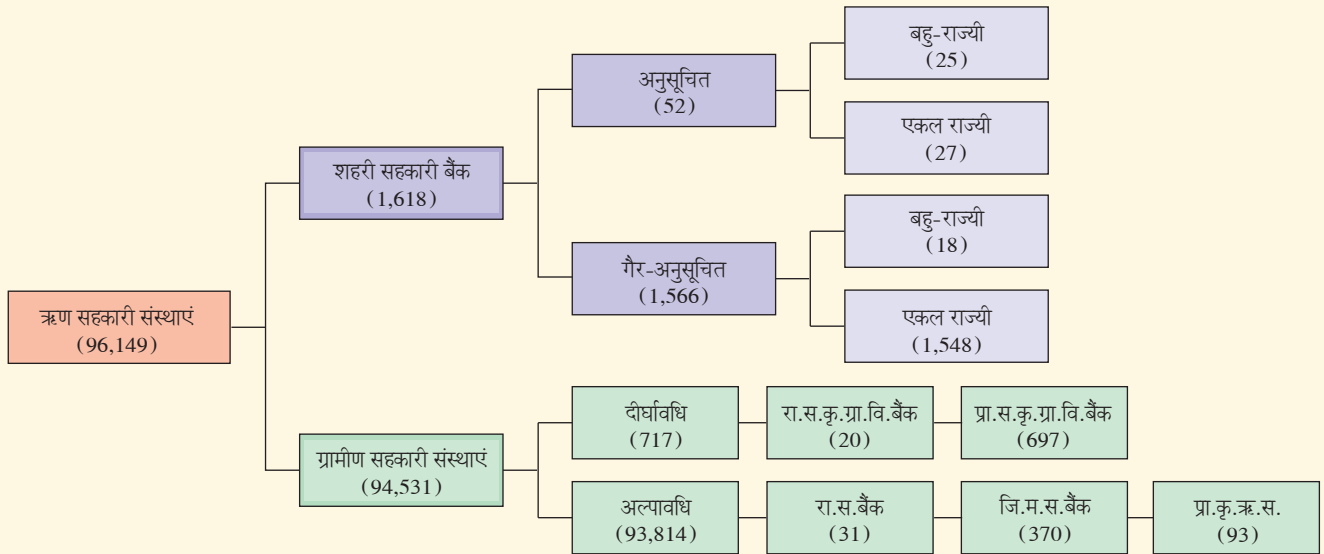 ऋण सहकारी संस्थाएं
(96,149)
शहरी सहकारी बैंक
(1,618)
अनुसूचित
(52)
बहु-राज्यी
(25)
एकल राज्यी
(27)
गैर-अनुसूचित
(1,566)
बहु-राज्यी
(18)
एकल राज्यी
(1,548)
ग्रामीण सहकारी संस्थाएं
(94,531)
दीर्घावधि
(717)
रा.स.कृ.ग्रा.वि.बैंक
(20)
प्रा.स.कृ.ग्रा.वि.बैंक
(697)
अल्पावधि
(93,814)
रा.स.बैंक
(31)
जि.म.स.बैंक
(370)
प्रा.कृ.ऋ.स.
(93)